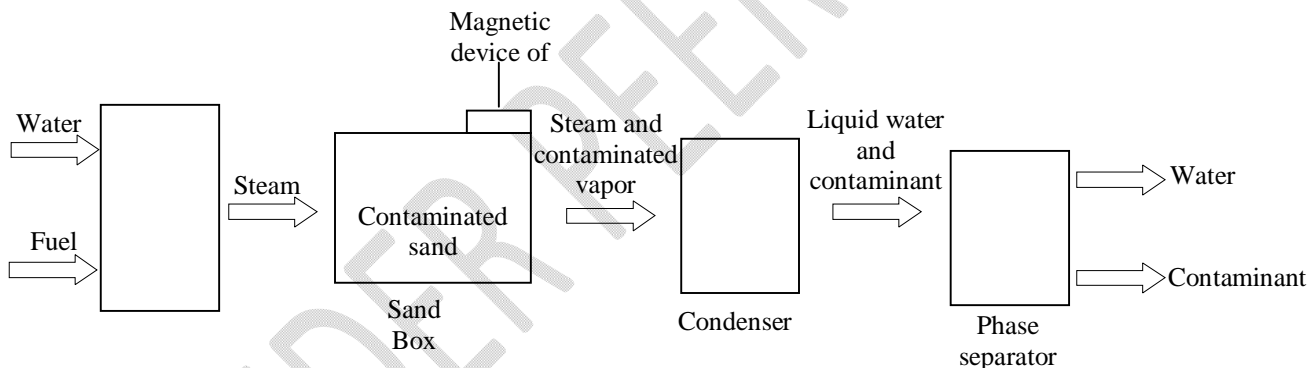 Magnetic
device of
Water
Fuel
Steam
Contaminated
sand
Sand
Box
Steam and
contaminated
vapor
Condenser
Liquid water
and
contaminant
Phase
separator
Water
Contaminant